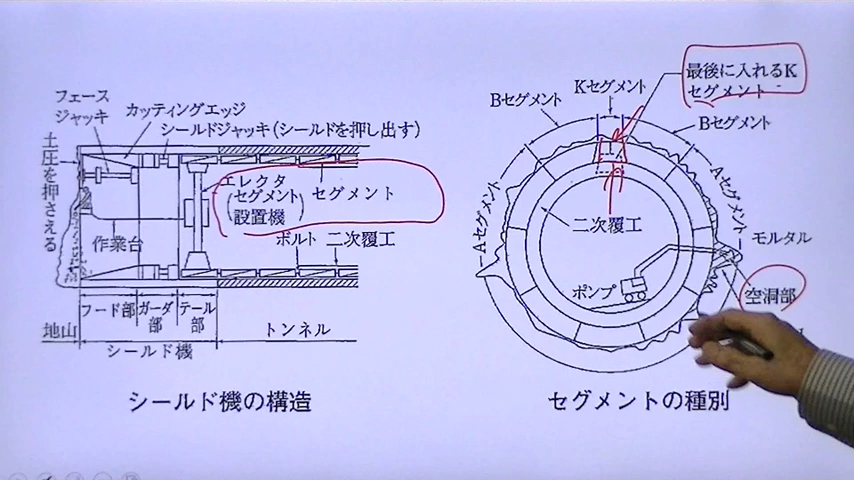 フェース
ジャッキ
カッティングエッジ
シールドジャッキ(シールドを押し出す)
土圧を押さえる
エレクタ
(セグメント
設置機)
セグメント
作業台
ボルト
二次覆工
フード部
ガーダ
部
テール
部
地山
シールド機
トンネル
シールド機の構造
最後に入れるK
セグメント
Kセグメント
Bセグメント
Bセグメント
Aセグメント
Aセグメント
二次覆工
モルタル
ポンプ
空洞部
セグメントの種別